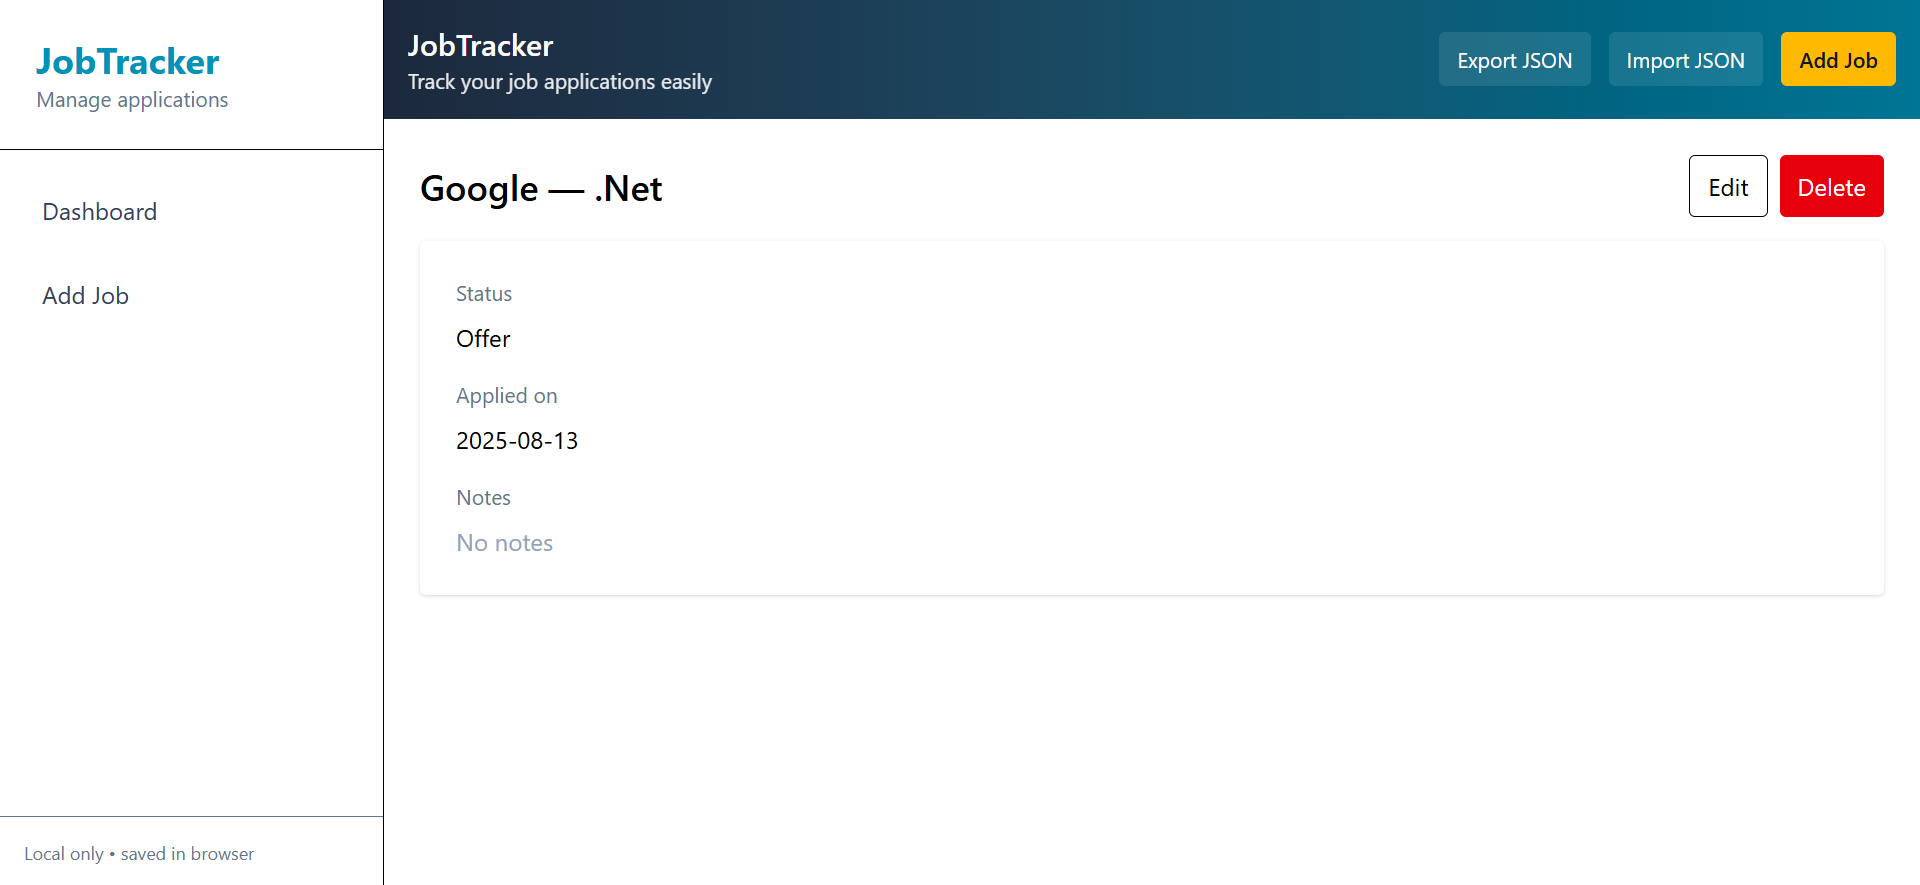 JobTracker
Manage applications
Dashboard
Add Job
Local only • saved in browser
JobTracker
Track your job applications easily
Export JSON
Import JSON
Add Job
Google — .Net
Edit
Delete
Status
Offer
Applied on
2025-08-13
Notes
No notes